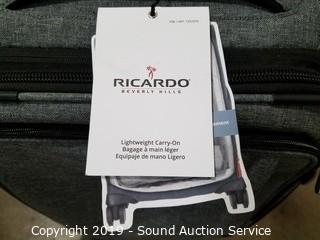 RICARDO
BEVERLY HILLS
Lightweight Carry-On
Bagage à main léger
Equipaje de mano Ligero
Copyright 2019 - Sound Auction Service